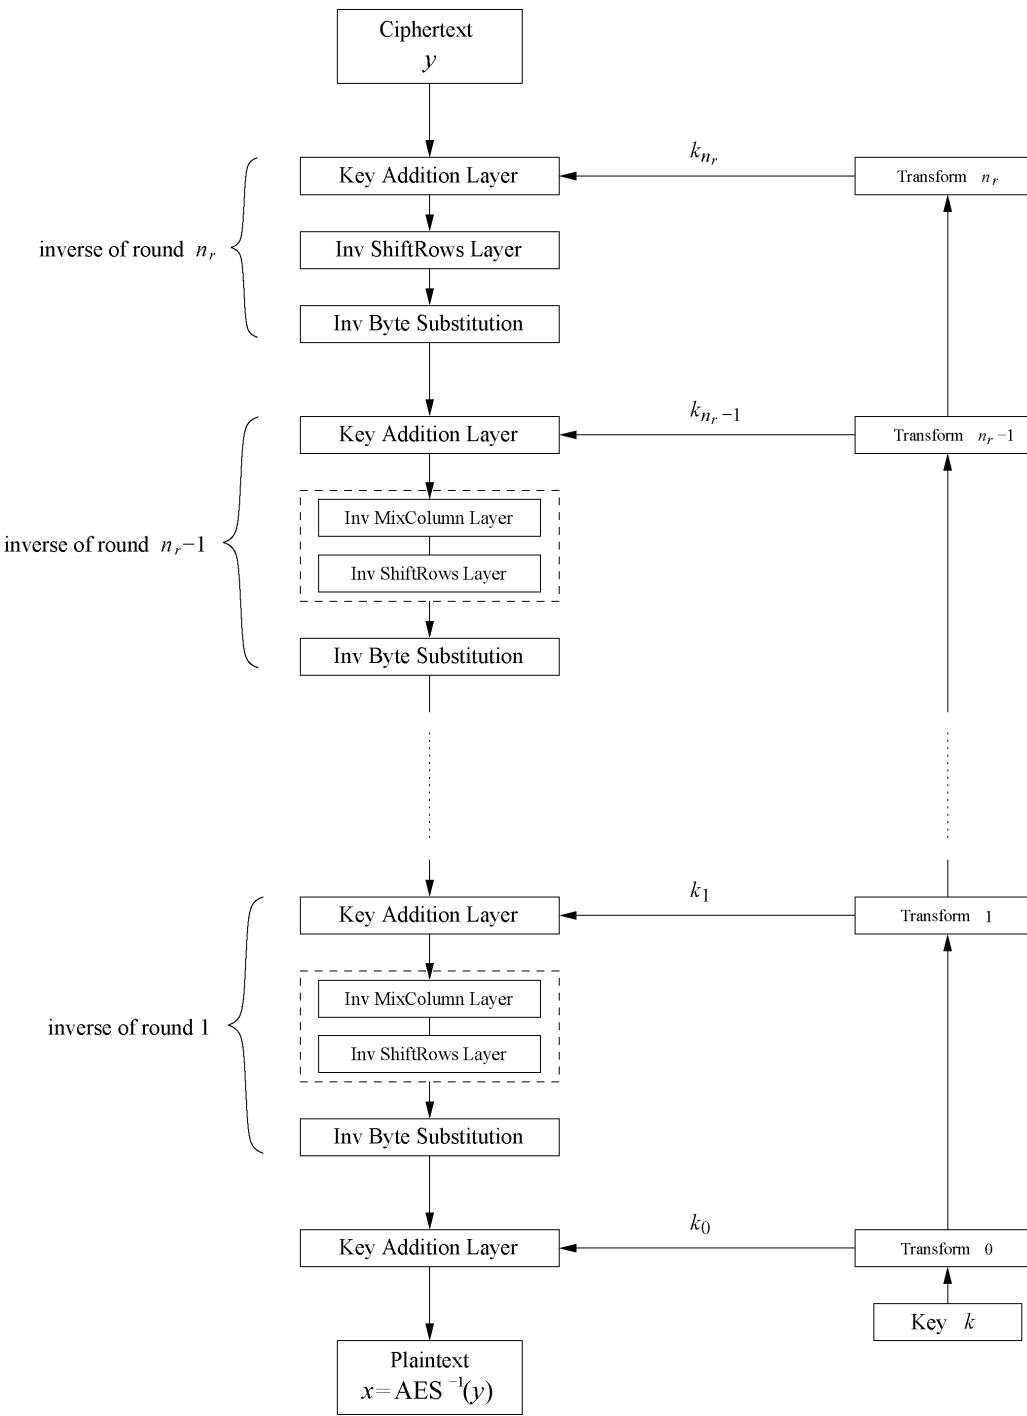 Ciphertext
y
k_{n_r}
Key Addition Layer
Transform n_r
inverse of round n_r
Inv ShiftRows Layer
Inv Byte Substitution
k_{n_r−1}
Key Addition Layer
Transform n_r−1
Inv MixColumn Layer
inverse of round n_r−1
Inv ShiftRows Layer
Inv Byte Substitution
k_1
Key Addition Layer
Transform 1
Inv MixColumn Layer
inverse of round 1
Inv ShiftRows Layer
Inv Byte Substitution
k_0
Key Addition Layer
Transform 0
Key k
Plaintext
x=AES^{−1}(y)